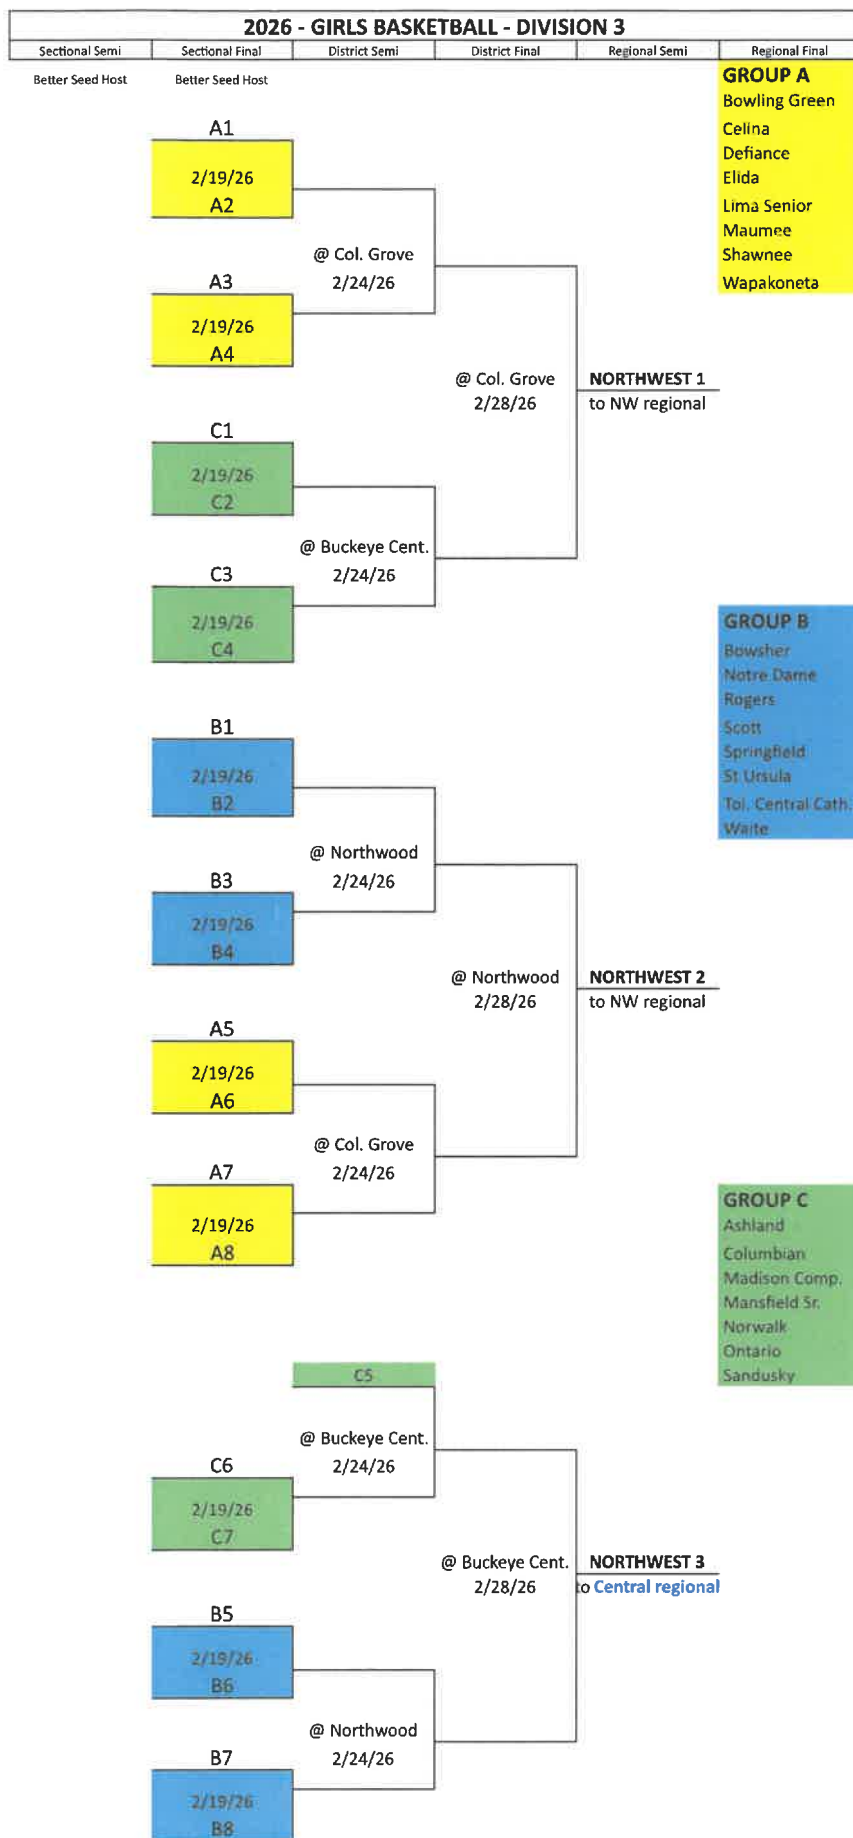 2026 - GIRLS BASKETBALL - DIVISION 3
Sectional Semi Sectional Final District Semi District Final Regional Semi Regional Final
Better Seed Host Better Seed Host
GROUP A
Bowling Green
Celina
Defiance
Elida
Lima Senior
Maumee
Shawnee
Wapakoneta
A1
2/19/26
A2
@ Col. Grove
2/24/26
A3
2/19/26
A4
@ Col. Grove
2/28/26
NORTHWEST 1
to NW regional
C1
2/19/26
C2
@ Buckeye Cent.
2/24/26
C3
2/19/26
C4
GROUP B
Bowsher
Notre Dame
Rogers
Scott
Springfield
St Ursula
Tol. Central Cath.
Waite
B1
2/19/26
B2
@ Northwood
2/24/26
B3
2/19/26
B4
@ Northwood
2/28/26
NORTHWEST 2
to NW regional
A5
2/19/26
A6
@ Col. Grove
2/24/26
A7
2/19/26
A8
GROUP C
Ashland
Columbian
Madison Comp.
Mansfield Sr.
Norwalk
Ontario
Sandusky
C5
@ Buckeye Cent.
2/24/26
C6
2/19/26
C7
@ Buckeye Cent.
2/28/26
NORTHWEST 3
to Central regional
B5
2/19/26
B6
@ Northwood
2/24/26
B7
2/19/26
B8